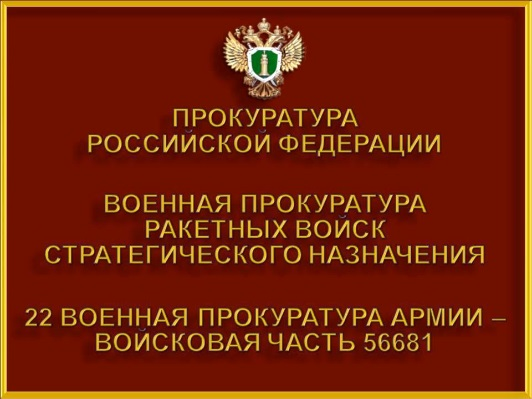 ПРОКУРАТУРА
РОССИЙСКОЙ ФЕДЕРАЦИИ
ВОЕННАЯ ПРОКУРАТУРА
РАКЕТНЫХ ВОЙСК
СТРАТЕГИЧЕСКОГО НАЗНАЧЕНИЯ
22 ВОЕННАЯ ПРОКУРАТУРА АРМИИ –
ВОЙСКОВАЯ ЧАСТЬ 56681